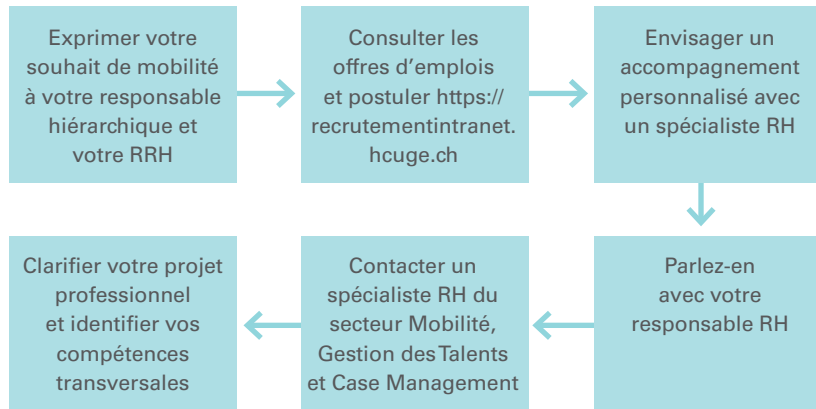 Exprimer votre
souhait de mobilité
à votre responsable
hiérarchique et
votre RRH
Consulter les
offres d'emplois
et postuler https://
recrutementintranet.
hcuge.ch
Envisager un
accompagnement
personnalisé avec
un spécialiste RH
Parlez-en
avec votre
responsable RH
Contacter un
spécialiste RH du
secteur Mobilité,
Gestion des Talents
et Case Management
Clarifier votre projet
professionnel
et identifier vos
compétences
transversales